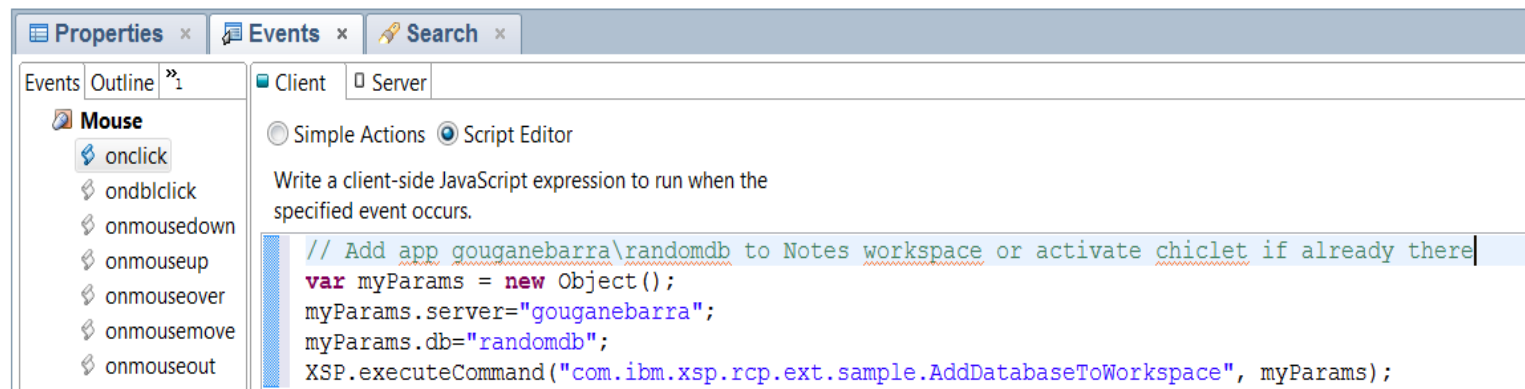 Properties Events Search
Events Outline »1
Client Server
Mouse
onclick
ondblclick
onmousedown
onmouseup
onmouseover
onmousemove
onmouseout
Simple Actions Script Editor
Write a client-side JavaScript expression to run when the
specified event occurs.
// Add app gouganebarra\randomdb to Notes workspace or activate chiclet if already there
var myParams = new Object();
myParams.server="gouganebarra";
myParams.db="randomdb";
XSP.executeCommand("com.ibm.xsp.rcp.ext.sample.AddDatabaseToWorkspace", myParams);